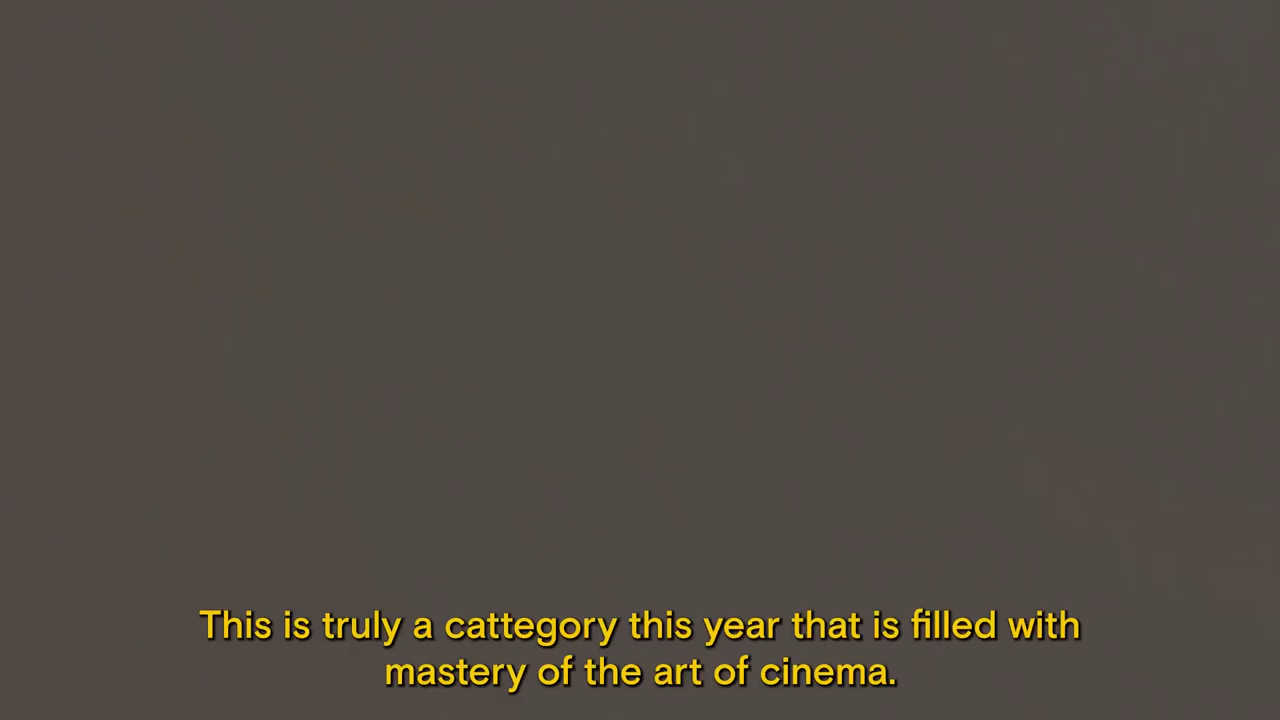 This is truly a cattegory this year that is filled with
mastery of the art of cinema.